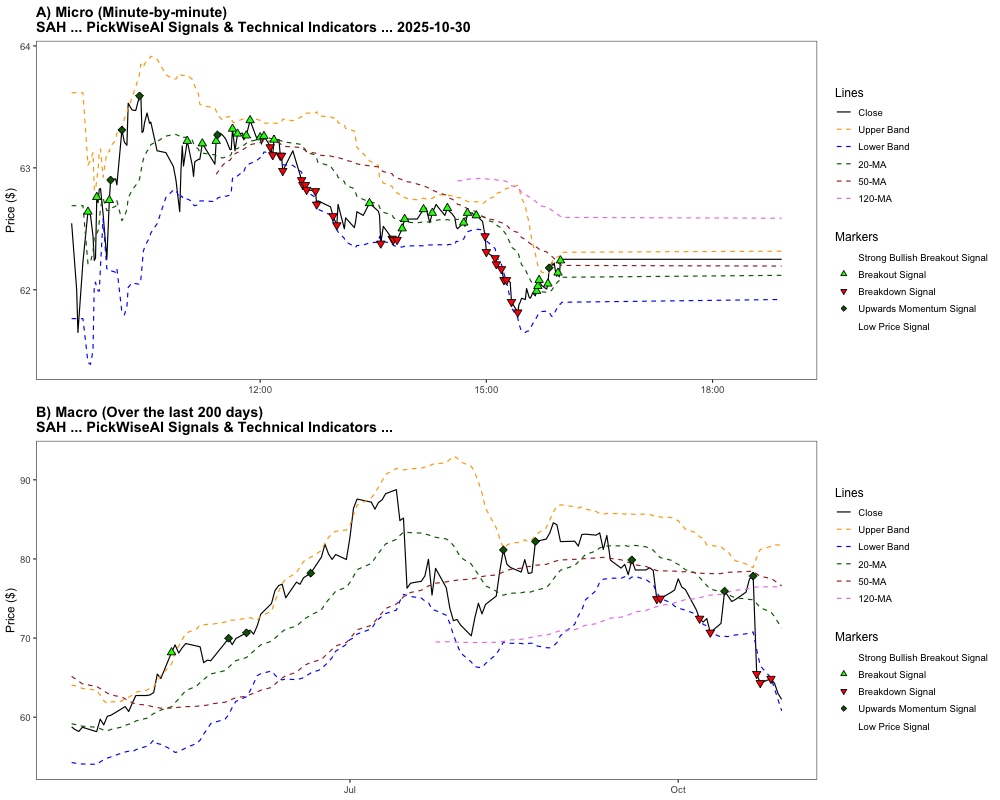 A) Micro (Minute-by-minute)
SAH ... PickWiseAI Signals & Technical Indicators ... 2025-10-30
64
63
62
Price ($)
12:00
15:00
18:00
Lines
Close
Upper Band
Lower Band
20-MA
50-MA
120-MA
Markers
Strong Bullish Breakout Signal
Breakout Signal
Breakdown Signal
Upwards Momentum Signal
Low Price Signal
B) Macro (Over the last 200 days)
SAH ... PickWiseAI Signals & Technical Indicators ...
90
80
70
60
Price ($)
Jul
Oct
Lines
Close
Upper Band
Lower Band
20-MA
50-MA
120-MA
Markers
Strong Bullish Breakout Signal
Breakout Signal
Breakdown Signal
Upwards Momentum Signal
Low Price Signal